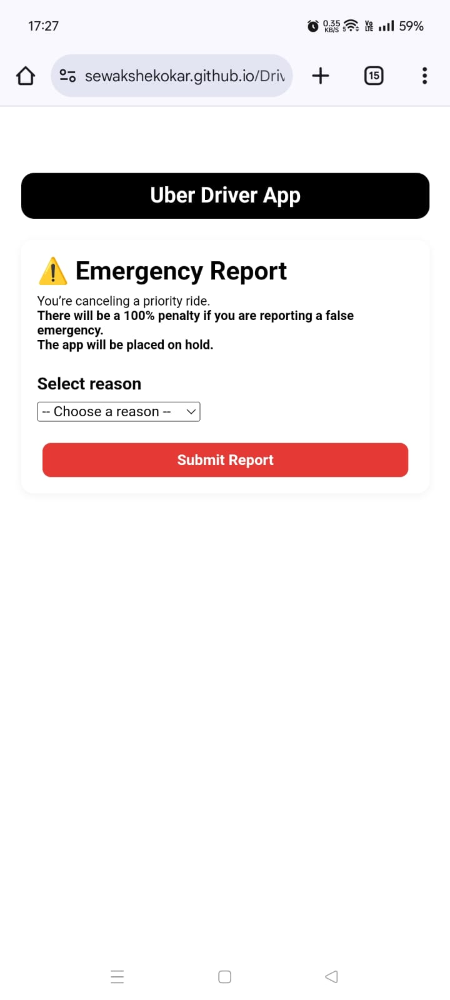 17:27
0.35 KB/S 5 Vo LTE 59%
sewakshekokar.github.io/Driv
15
Uber Driver App
⚠️ Emergency Report
You’re canceling a priority ride.
There will be a 100% penalty if you are reporting a false
emergency.
The app will be placed on hold.
Select reason
-- Choose a reason --
Submit Report